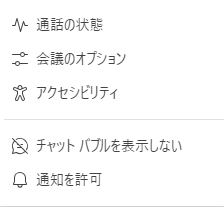 通話の状態
会議のオプション
アクセシビリティ
チャット バブルを表示しない
通知を許可